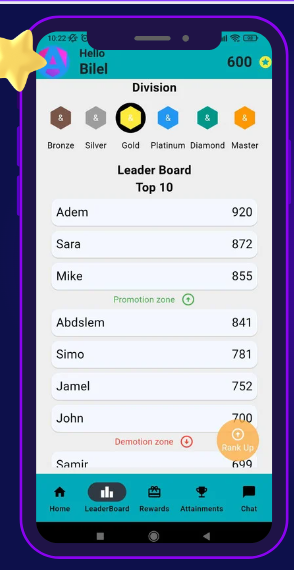 10:22
Hello
Bilel
600
Division
& & & & & &
Bronze Silver Gold Platinum Diamond Master
Leader Board
Top 10
Adem 920
Sara 872
Mike 855
Promotion zone
Abdslem 841
Simo 781
Jamel 752
John 700
Rank Up
Demotion zone
Samir 699
Home LeaderBoard Rewards Attainments Chat